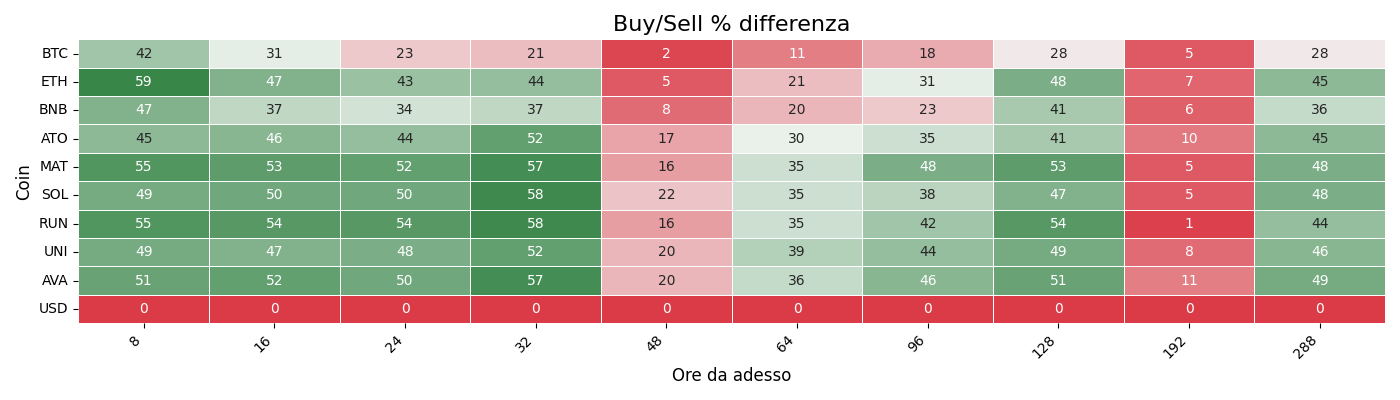 Buy/Sell % differenza
Coin
BTC 42 31 23 21 2 11 18 28 5 28
ETH 59 47 43 44 5 21 31 48 7 45
BNB 47 37 34 37 8 20 23 41 6 36
ATO 45 46 44 52 17 30 35 41 10 45
MAT 55 53 52 57 16 35 48 53 5 48
SOL 49 50 50 58 22 35 38 47 5 48
RUN 55 54 54 58 16 35 42 54 1 44
UNI 49 47 48 52 20 39 44 49 8 46
AVA 51 52 50 57 20 36 46 51 11 49
USD 0 0 0 0 0 0 0 0 0 0
8 16 24 32 48 64 96 128 192 288
Ore da adesso